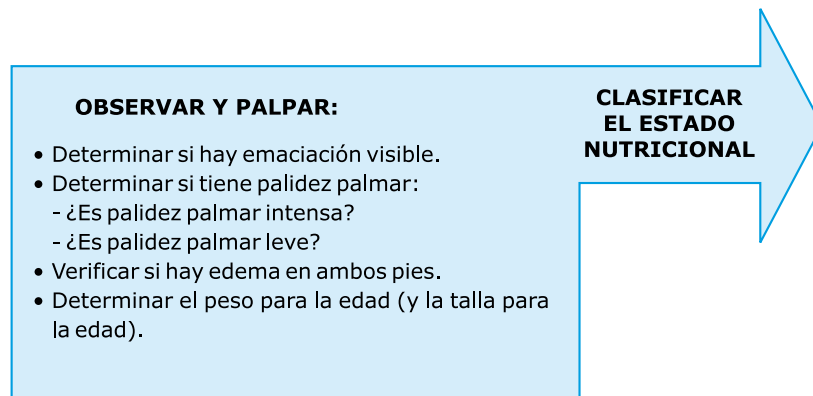 OBSERVAR Y PALPAR:
• Determinar si hay emaciación visible.
• Determinar si tiene palidez palmar:
- ¿Es palidez palmar intensa?
- ¿Es palidez palmar leve?
• Verificar si hay edema en ambos pies.
• Determinar el peso para la edad (y la talla para
la edad).
CLASIFICAR
EL ESTADO
NUTRICIONAL